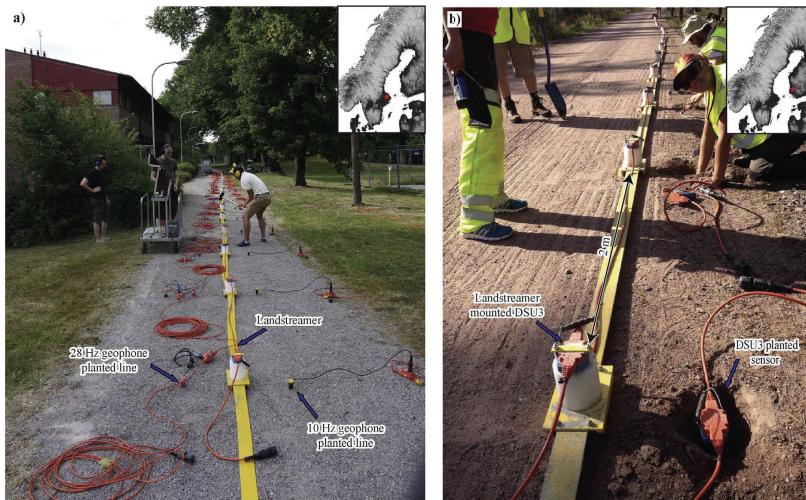 a)
Landstreamer
28 Hz geophone
planted line
10 Hz geophone
planted line
b)
2 m
Landstreamer
mounted DSU3
DSU3 planted
sensor